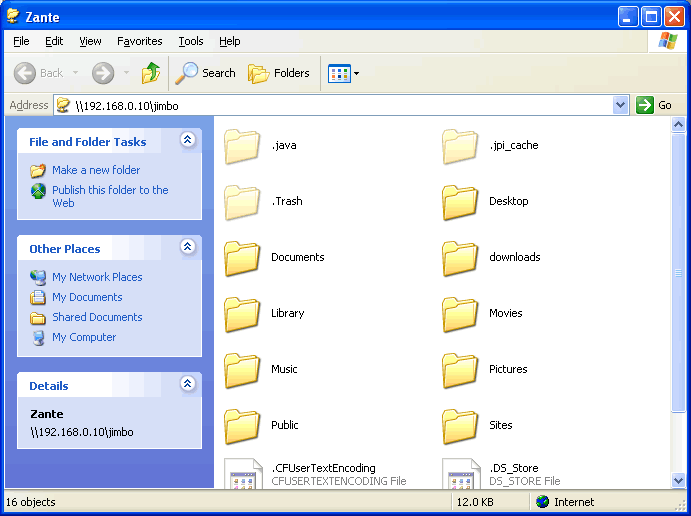 Zante
File Edit View Favorites Tools Help
Back Search Folders
Address \\192.168.0.10\jimbo Go
File and Folder Tasks
Make a new folder
Publish this folder to the
Web
Other Places
My Network Places
My Documents
Shared Documents
My Computer
Details
Zante
\\192.168.0.10\jimbo
.java .jpi_cache
.Trash Desktop
Documents downloads
Library Movies
Music Pictures
Public Sites
.CFUserTextEncoding .DS_Store
CFUSERTEXTENCODING File DS_STORE File
16 objects 12.0 KB Internet